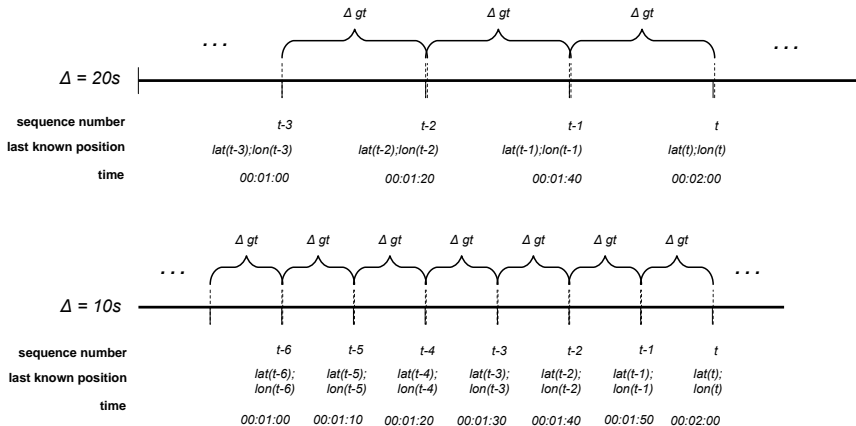 Δ gt Δ gt Δ gt
... ...
Δ = 20s
sequence number t-3 t-2 t-1 t
last known position lat(t-3);lon(t-3) lat(t-2);lon(t-2) lat(t-1);lon(t-1) lat(t);lon(t)
time 00:01:00 00:01:20 00:01:40 00:02:00
Δ gt Δ gt Δ gt Δ gt Δ gt Δ gt Δ gt
... ...
Δ = 10s
sequence number t-6 t-5 t-4 t-3 t-2 t-1 t
last known position lat(t-6); lat(t-5); lat(t-4); lat(t-3); lat(t-2); lat(t-1); lat(t);
lon(t-6) lon(t-5) lon(t-4) lon(t-3) lon(t-2) lon(t-1) lon(t)
time 00:01:00 00:01:10 00:01:20 00:01:30 00:01:40 00:01:50 00:02:00